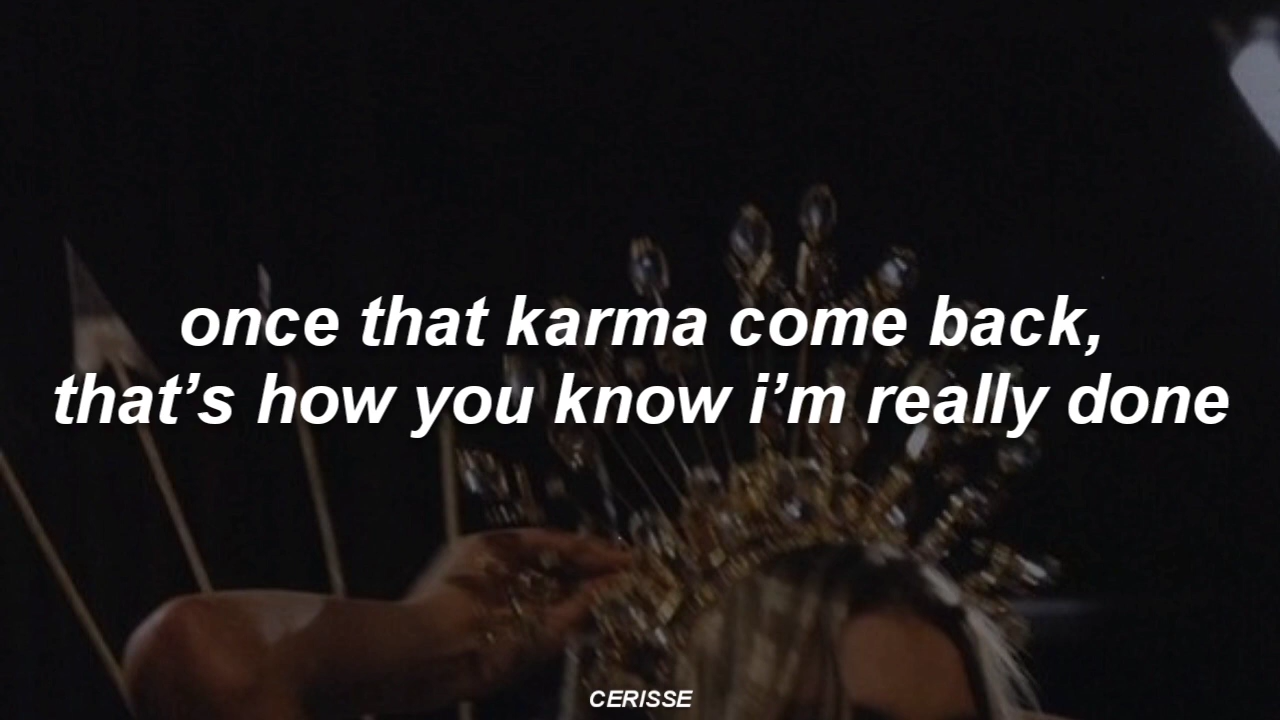 once that karma come back,
that’s how you know i’m really done
CERISSE